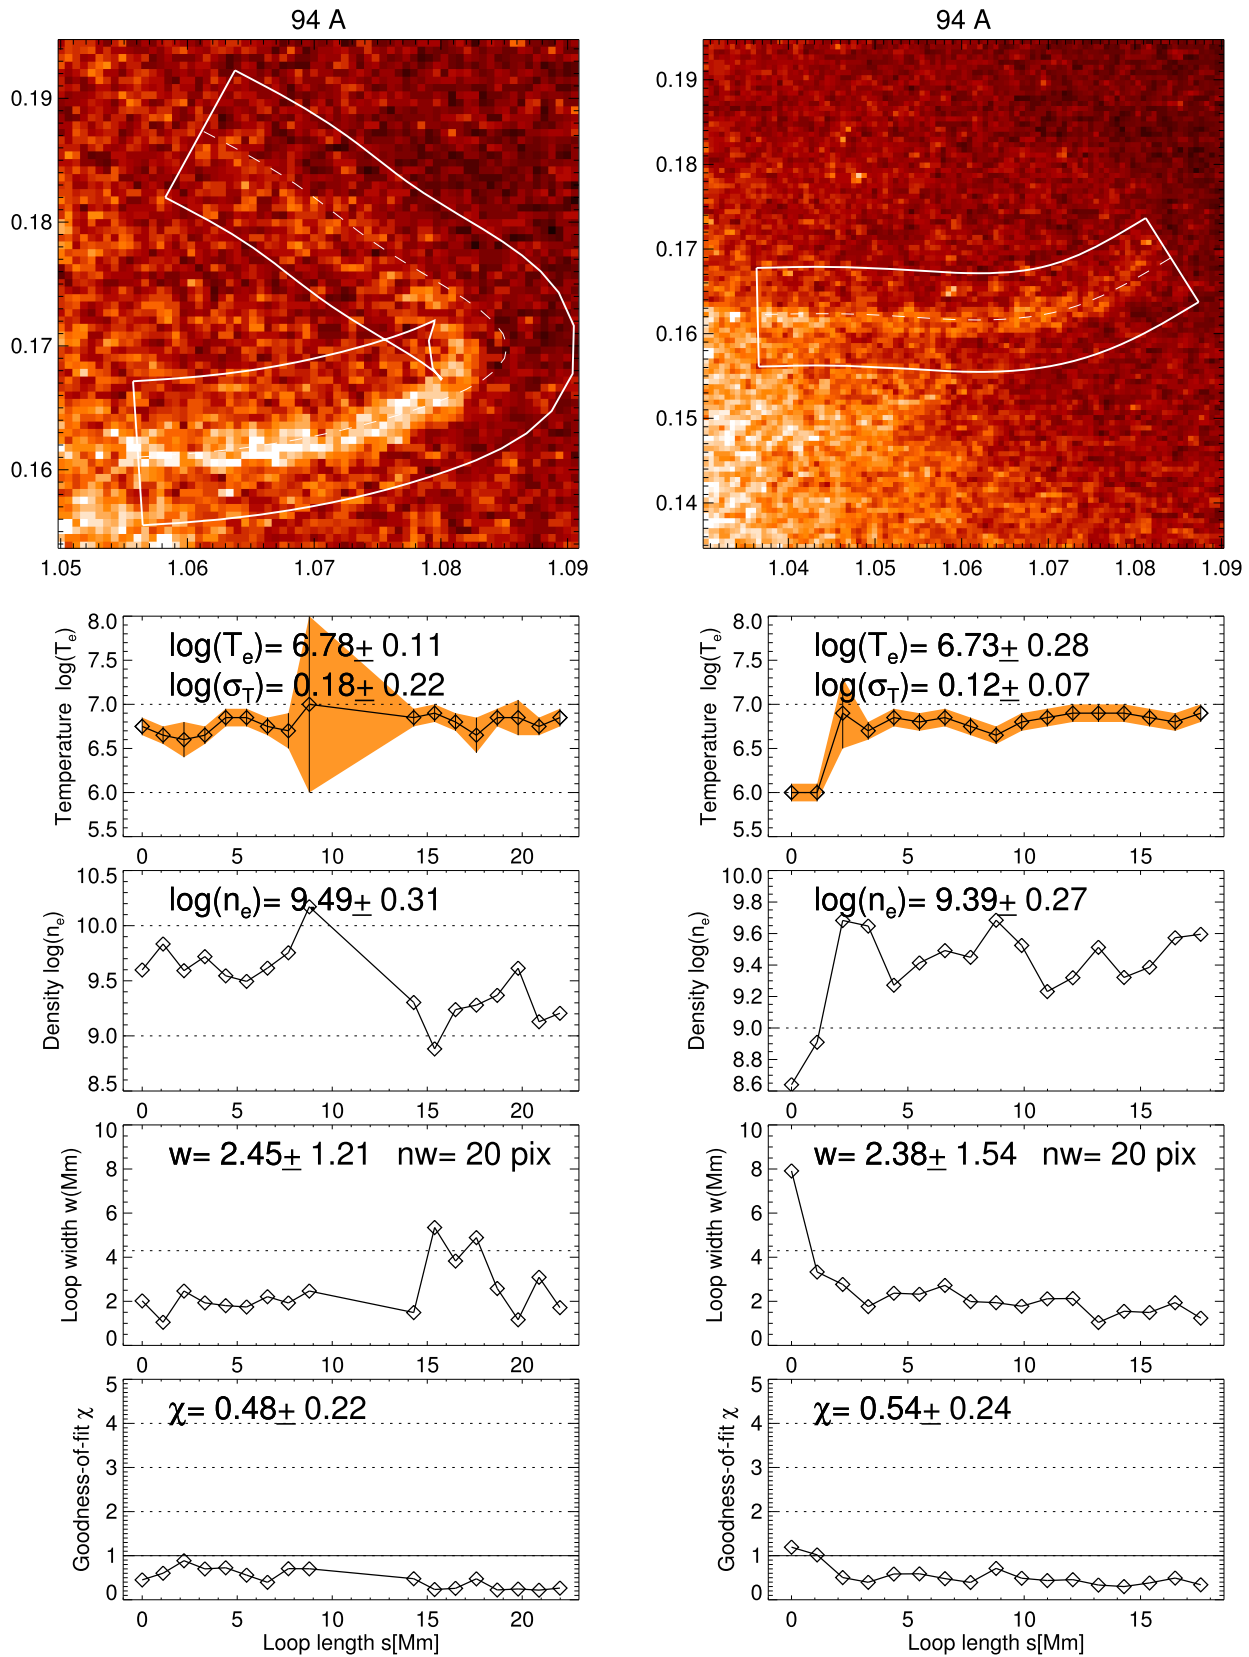 94 A
0.19
0.18
0.17
0.16
1.05 1.06 1.07 1.08 1.09
94 A
0.19
0.18
0.17
0.16
0.15
0.14
1.04 1.05 1.06 1.07 1.08 1.09
Temperature log(Tₑ)
8.0
7.5
7.0
6.5
6.0
5.5
log(Tₑ)= 6.78± 0.11
log(σ_T)= 0.18± 0.22
0 5 10 15 20
Temperature log(Tₑ)
8.0
7.5
7.0
6.5
6.0
5.5
log(Tₑ)= 6.73± 0.28
log(σ_T)= 0.12± 0.07
0 5 10 15
Density log(nₑ)
10.5
10.0
9.5
9.0
8.5
log(nₑ)= 9.49± 0.31
0 5 10 15 20
Density log(nₑ)
10.0
9.8
9.6
9.4
9.2
9.0
8.8
8.6
log(nₑ)= 9.39± 0.27
0 5 10 15
Loop width w(Mm)
10
8
6
4
2
0
w= 2.45± 1.21 nw= 20 pix
0 5 10 15 20
Loop width w(Mm)
10
8
6
4
2
0
w= 2.38± 1.54 nw= 20 pix
0 5 10 15
Goodness-of-fit χ
5
4
3
2
1
0
χ= 0.48± 0.22
0 5 10 15 20
Loop length s[Mm]
Goodness-of-fit χ
5
4
3
2
1
0
χ= 0.54± 0.24
0 5 10 15
Loop length s[Mm]